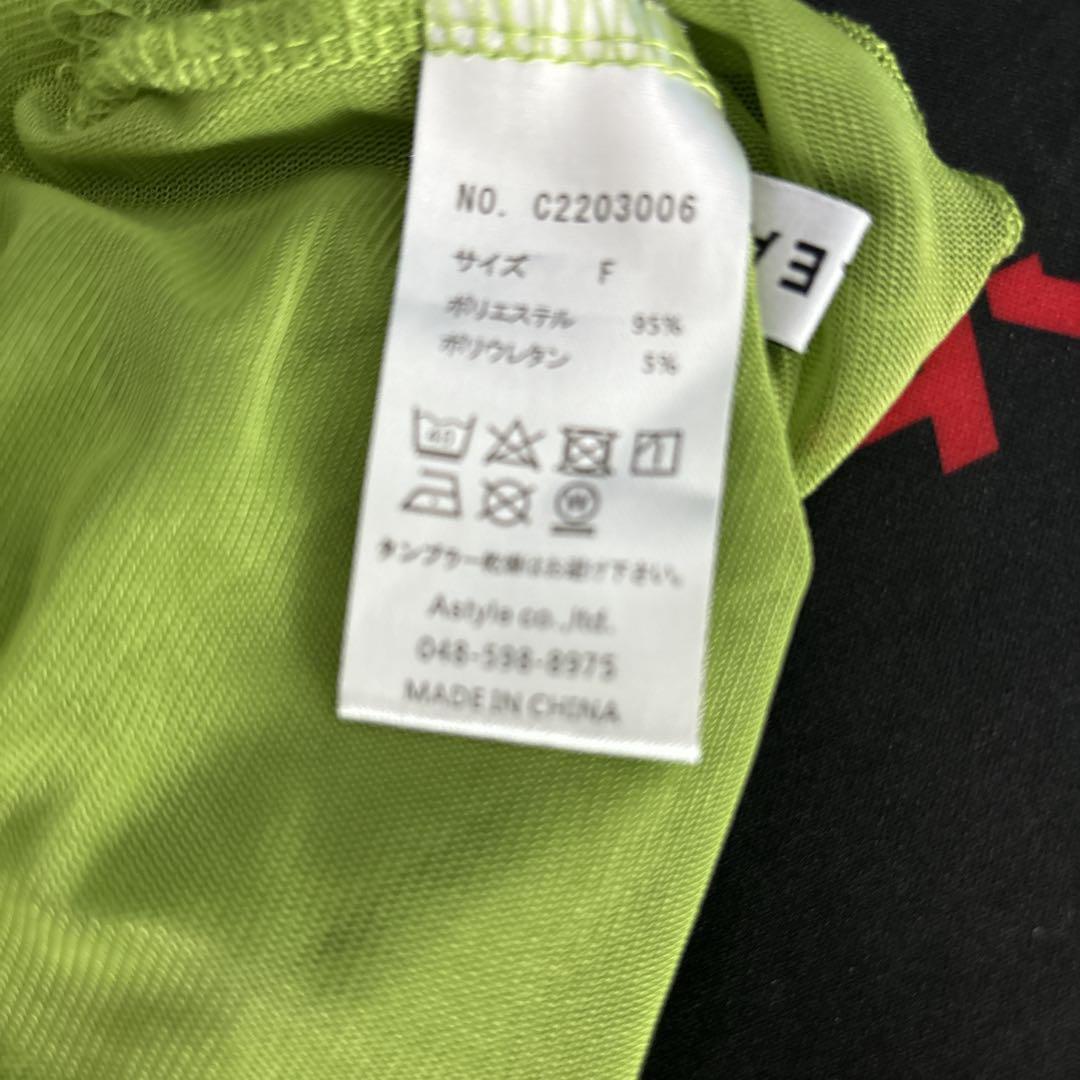 NO. C2203006
サイズ F
ポリエステル 95%
ポリウレタン 5%
40
W
タンブラー乾燥はお避け下さい。
Astyle co.,ltd.
048-598-8975
MADE IN CHINA
EA